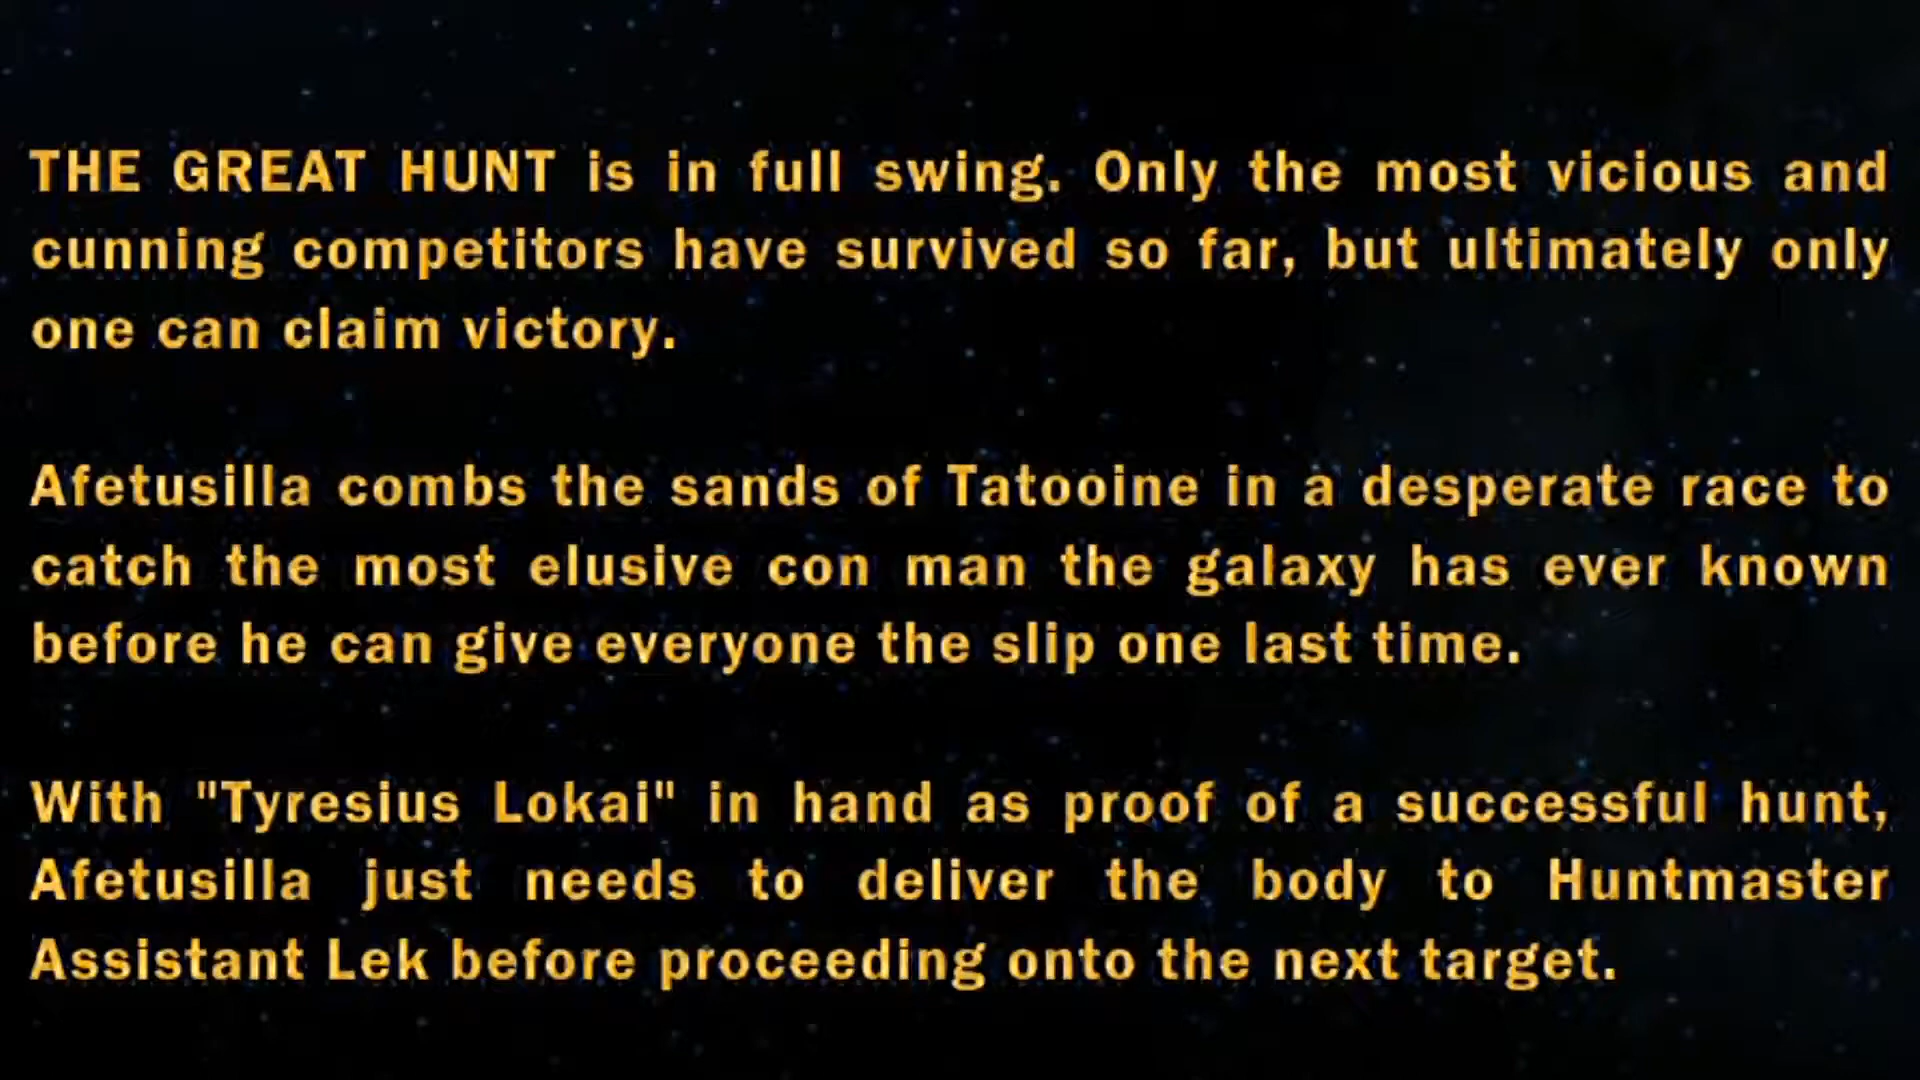 THE GREAT HUNT is in full swing. Only the most vicious and
cunning competitors have survived so far, but ultimately only
one can claim victory.
Afetusilla combs the sands of Tatooine in a desperate race to
catch the most elusive con man the galaxy has ever known
before he can give everyone the slip one last time.
With "Tyresius Lokai" in hand as proof of a successful hunt,
Afetusilla just needs to deliver the body to Huntmaster
Assistant Lek before proceeding onto the next target.